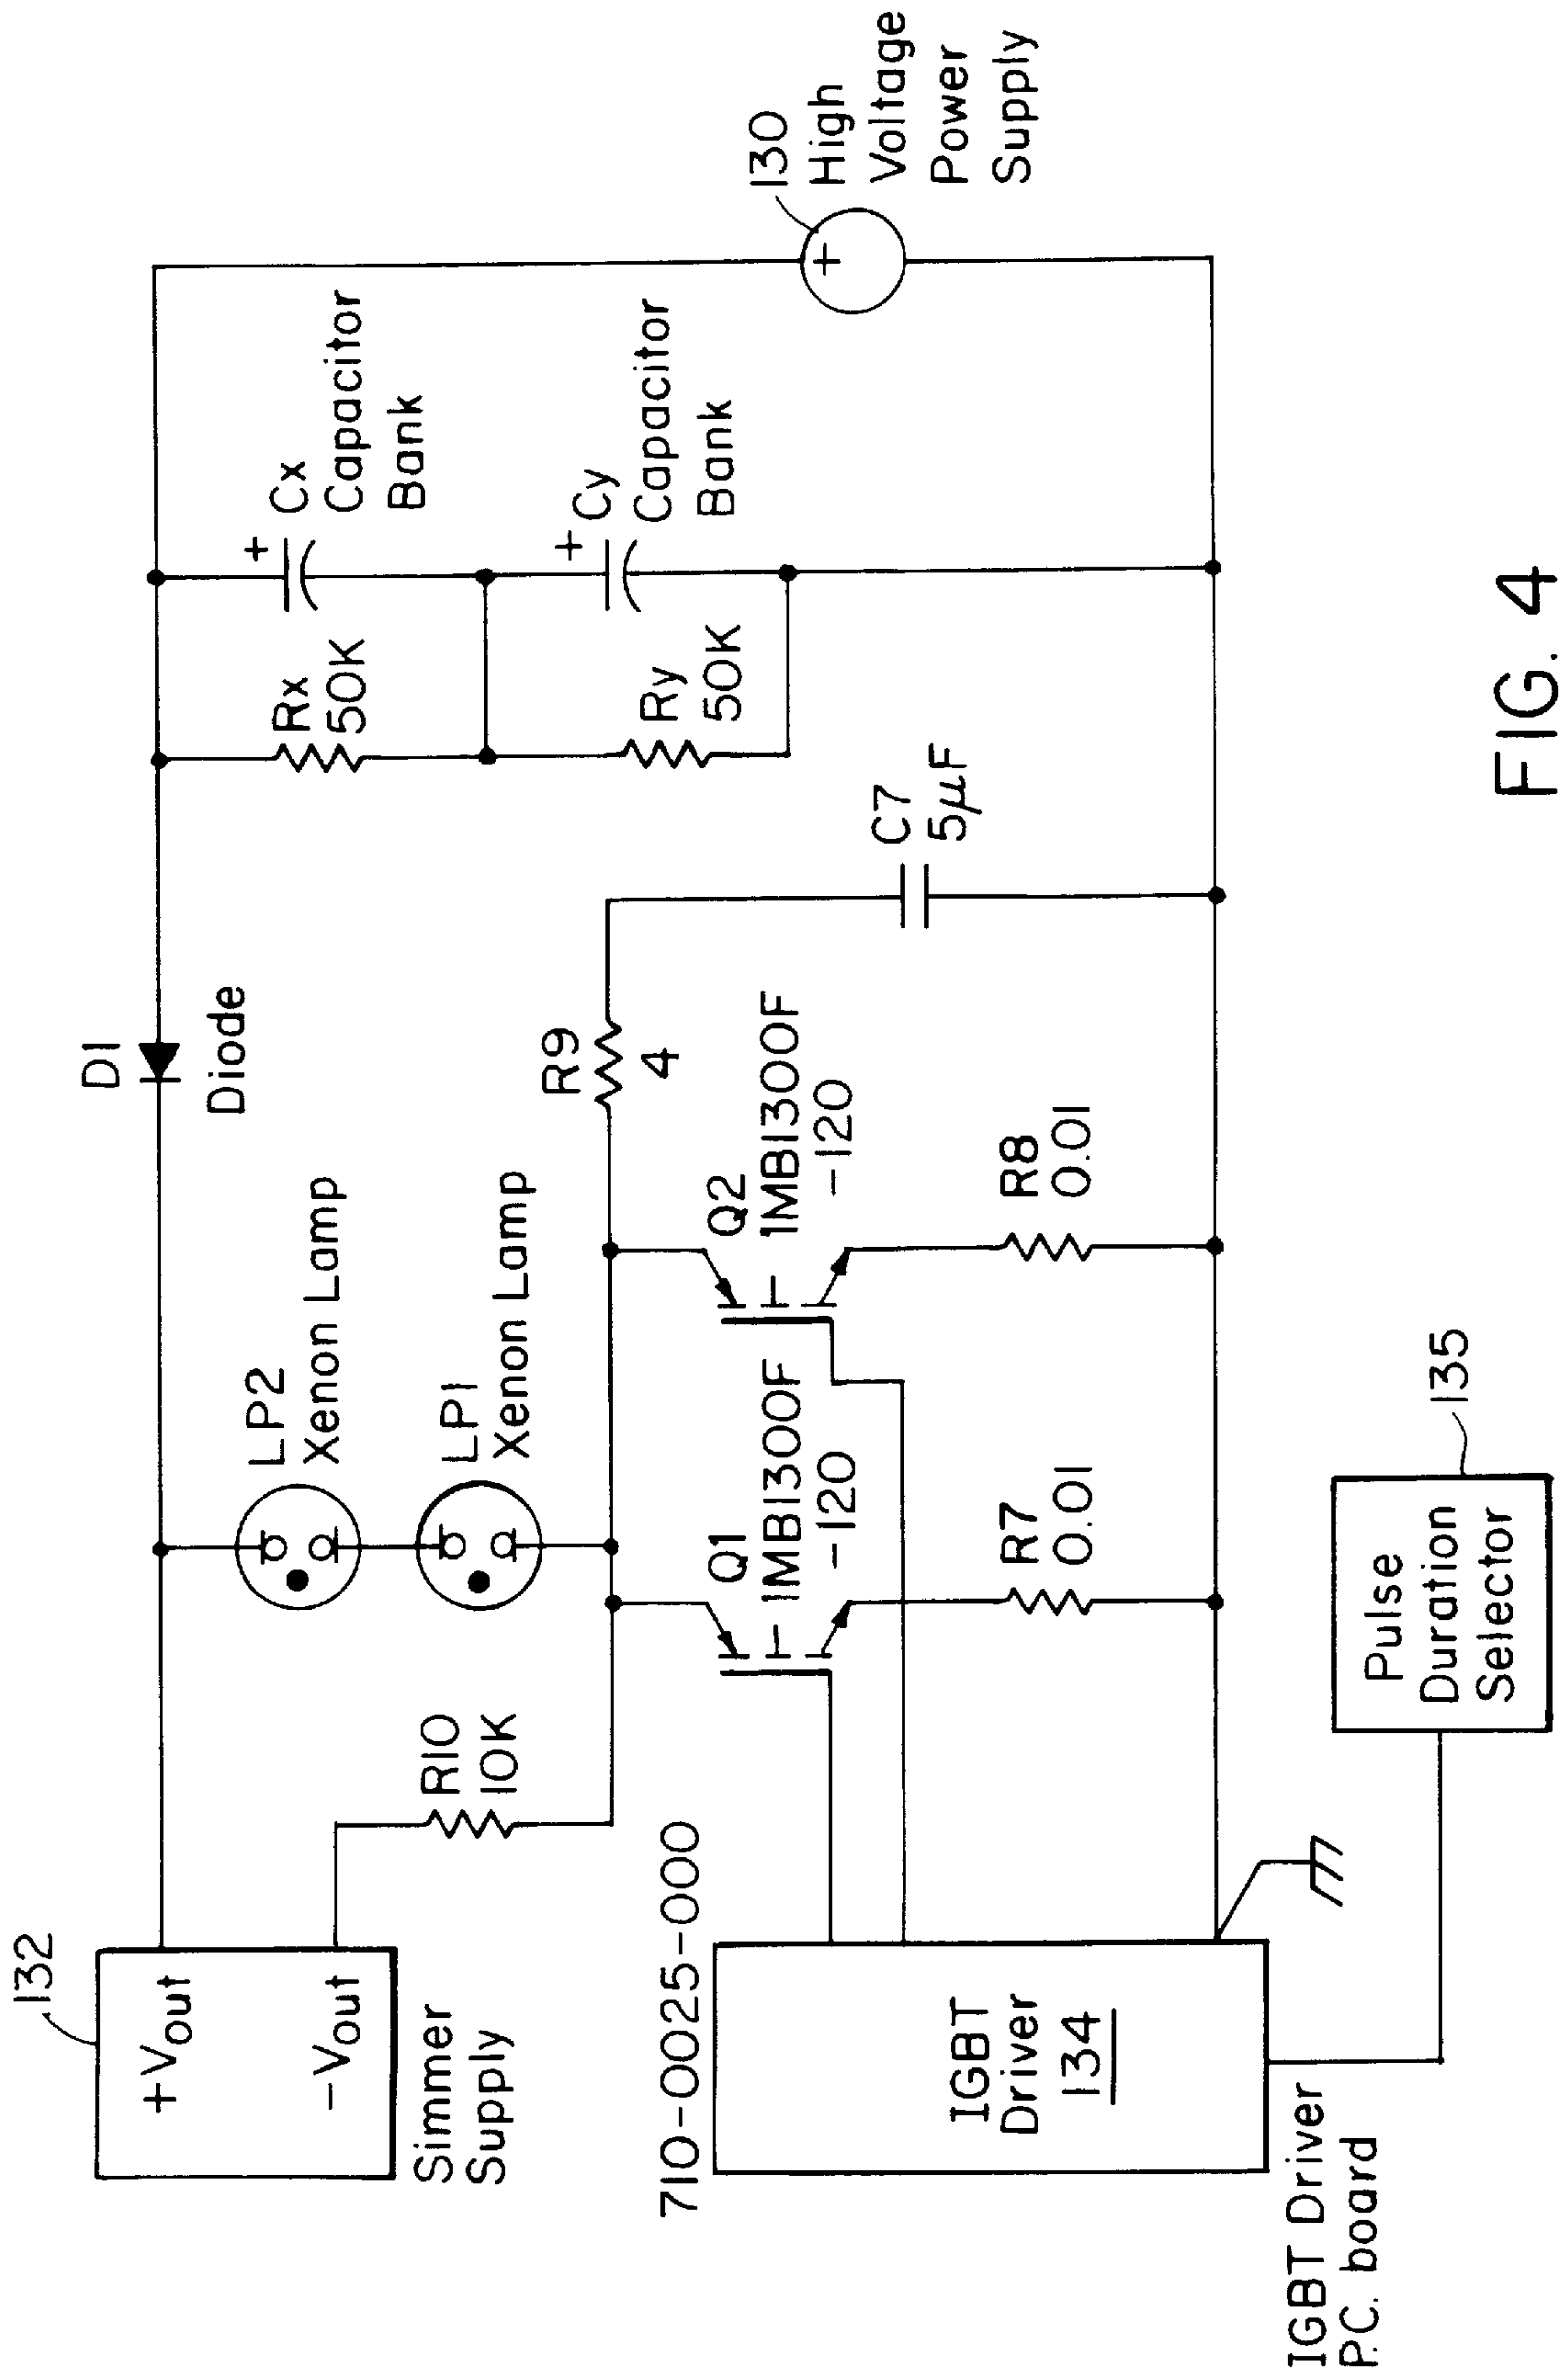 132
+Vout
-Vout
Simmer
Supply
R10
10K
LP2
Xenon Lamp
LP1
Xenon Lamp
D1
Diode
Rx
50K
Cx
Capacitor
Bank
Ry
50K
Cy
Capacitor
Bank
130
High
Voltage
Power
Supply
+
+
+
R9
4
C7
5μF
Q1
1MBI300F
-120
Q2
1MBI300F
-120
R7
0.01
R8
0.01
710-0025-000
IGBT
Driver
134
IGBT Driver
P.C. board
Pulse
Duration
Selector
135
FIG. 4